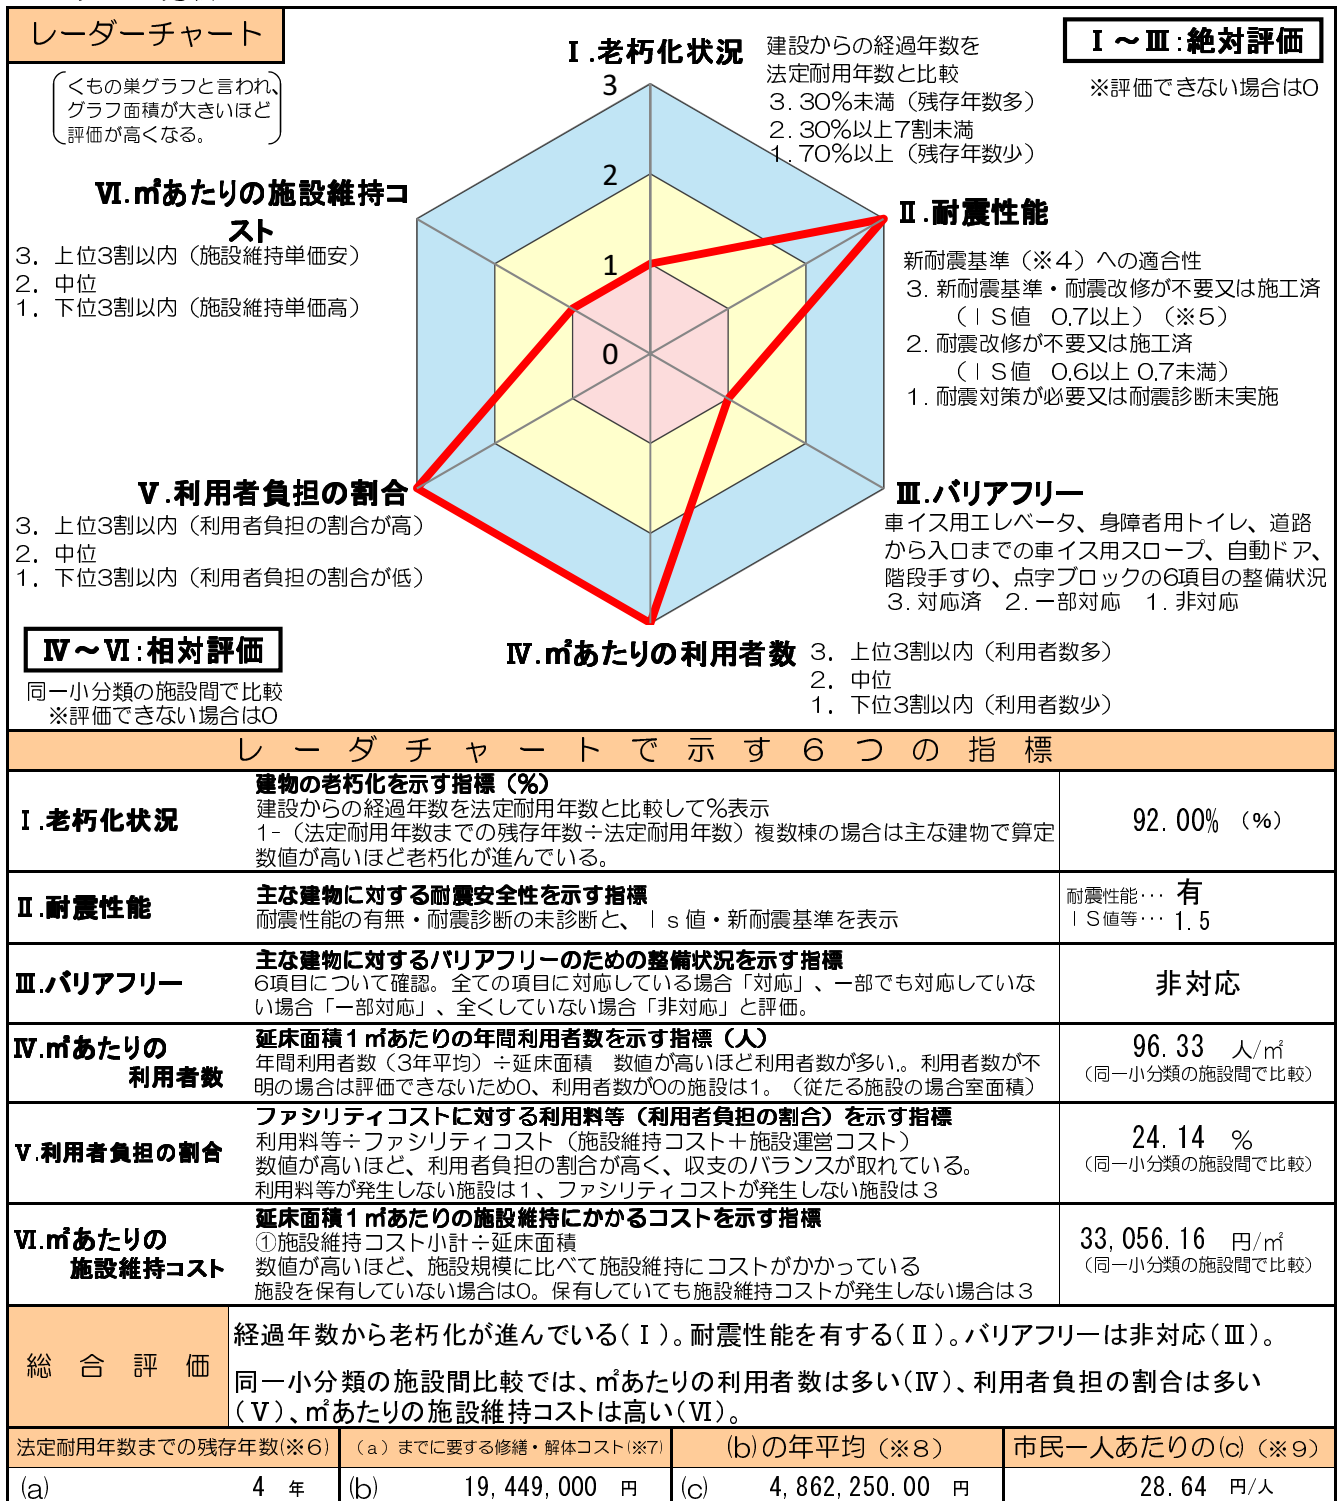 レーダーチャート
くもの巣グラフと言われ、
グラフ面積が大きいほど
評価が高くなる。
Ⅰ.老朽化状況
建設からの経過年数を
法定耐用年数と比較
3. 30%未満（残存年数多）
2. 30%以上7割未満
1. 70%以上（残存年数少）
Ⅰ～Ⅲ:絶対評価
※評価できない場合は0
3
2
1
0
Ⅱ.耐震性能
新耐震基準（※4）への適合性
3. 新耐震基準・耐震改修が不要又は施工済
（ＩＳ値　0.7以上）（※5）
2. 耐震改修が不要又は施工済
（ＩＳ値　0.6以上 0.7未満）
1. 耐震対策が必要又は耐震診断未実施
Ⅲ.バリアフリー
車イス用エレベータ、身障者用トイレ、道路
から入口までの車イス用スロープ、自動ドア、
階段手すり、点字ブロックの6項目の整備状況
3. 対応済　2. 一部対応　1. 非対応
Ⅳ.㎡あたりの利用者数
3.　上位3割以内（利用者数多）
2.　中位
1.　下位3割以内（利用者数少）
Ⅴ.利用者負担の割合
3.　上位3割以内（利用者負担の割合が高）
2.　中位
1.　下位3割以内（利用者負担の割合が低）
Ⅵ.㎡あたりの施設維持コ
スト
3.　上位3割以内（施設維持単価安）
2.　中位
1.　下位3割以内（施設維持単価高）
Ⅳ～Ⅵ:相対評価
同一小分類の施設間で比較
※評価できない場合は0
レーダチャートで示す６つの指標
Ⅰ.老朽化状況
建物の老朽化を示す指標（%）
建設からの経過年数を法定耐用年数と比較して%表示
1-（法定耐用年数までの残存年数÷法定耐用年数）複数棟の場合は主な建物で算定
数値が高いほど老朽化が進んでいる。
92.00% （%）
Ⅱ.耐震性能
主な建物に対する耐震安全性を示す指標
耐震性能の有無・耐震診断の未診断と、Ｉｓ値・新耐震基準を表示
耐震性能… 有
ＩＳ値等… 1.5
Ⅲ.バリアフリー
主な建物に対するバリアフリーのための整備状況を示す指標
6項目について確認。全ての項目に対応している場合「対応」、一部でも対応していな
い場合「一部対応」、全くしていない場合「非対応」と評価。
非対応
Ⅳ.㎡あたりの
利用者数
延床面積１㎡あたりの年間利用者数を示す指標（人）
年間利用者数（3年平均）÷延床面積　数値が高いほど利用者数が多い。利用者数が不
明の場合は評価できないため0、利用者数が0の施設は1。（従たる施設の場合室面積）
96.33 人/㎡
（同一小分類の施設間で比較）
Ⅴ.利用者負担の割合
ファシリティコストに対する利用料等（利用者負担の割合）を示す指標
利用料等÷ファシリティコスト（施設維持コスト＋施設運営コスト）
数値が高いほど、利用者負担の割合が高く、収支のバランスが取れている。
利用料等が発生しない施設は１、ファシリティコストが発生しない施設は３
24.14 %
（同一小分類の施設間で比較）
Ⅵ.㎡あたりの
施設維持コスト
延床面積１㎡あたりの施設維持にかかるコストを示す指標
①施設維持コスト小計÷延床面積
数値が高いほど、施設規模に比べて施設維持にコストがかかっている
施設を保有していない場合は0。保有していても施設維持コストが発生しない場合は３
33,056.16 円/㎡
（同一小分類の施設間で比較）
総合評価
経過年数から老朽化が進んでいる(Ⅰ)。耐震性能を有する(Ⅱ)。バリアフリーは非対応(Ⅲ)。
同一小分類の施設間比較では、㎡あたりの利用者数は多い(Ⅳ)、利用者負担の割合は多い
(Ⅴ)、㎡あたりの施設維持コストは高い(Ⅵ)。
法定耐用年数までの残存年数(※6)
（a）までに要する修繕・解体コスト(※7)
(b)の年平均（※8）
市民一人あたりの(c)（※9）
(a) 4 年
(b) 19,449,000 円
(c) 4,862,250.00 円
28.64 円/人